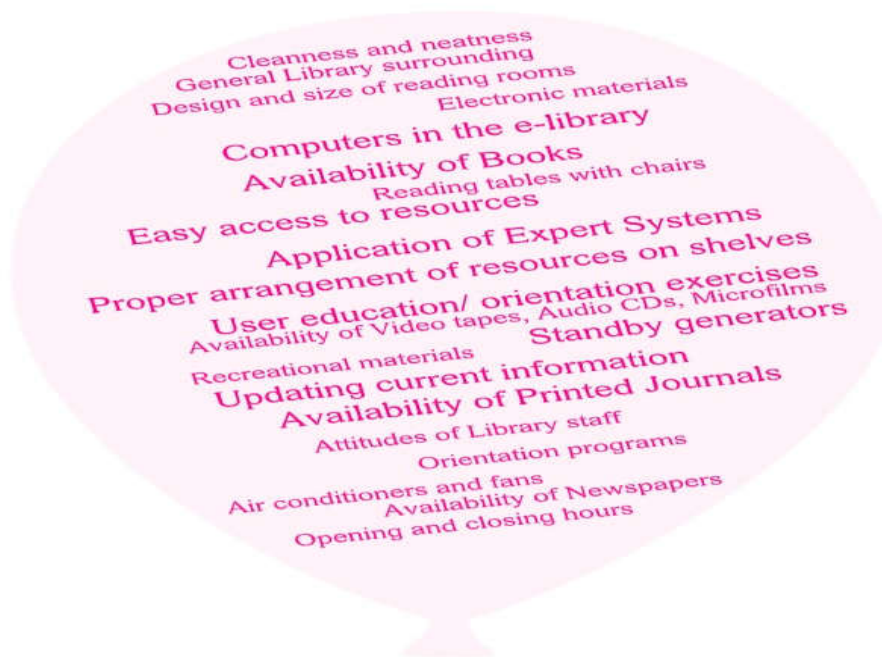 Cleanness and neatness
General Library surrounding
Design and size of reading rooms
Electronic materials
Computers in the e-library
Availability of Books
Reading tables with chairs
Easy access to resources
Application of Expert Systems
Proper arrangement of resources on shelves
User education/ orientation exercises
Availability of Video tapes, Audio CDs, Microfilms
Standby generators
Recreational materials
Updating current information
Availability of Printed Journals
Attitudes of Library staff
Orientation programs
Air conditioners and fans
Availability of Newspapers
Opening and closing hours